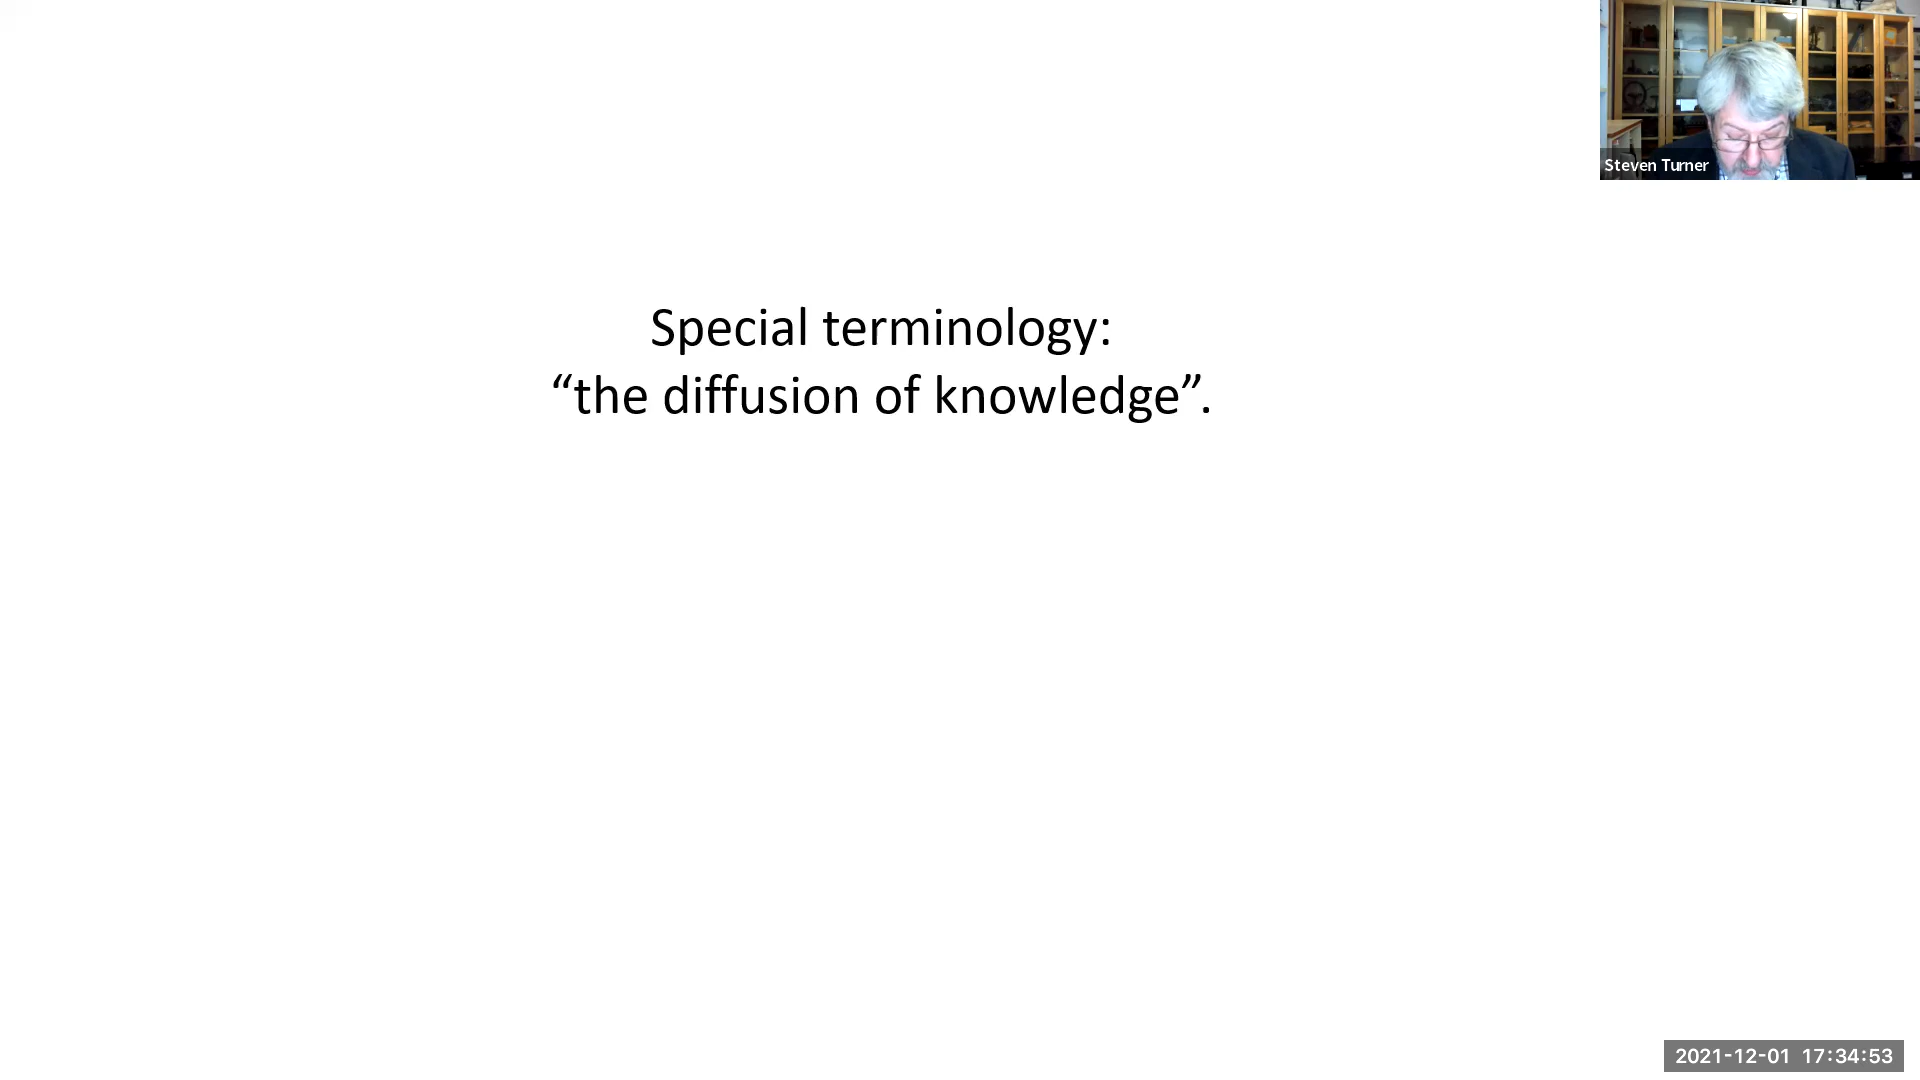 Steven Turner
Special terminology:
“the diffusion of knowledge”.
2021-12-01 17:34:53